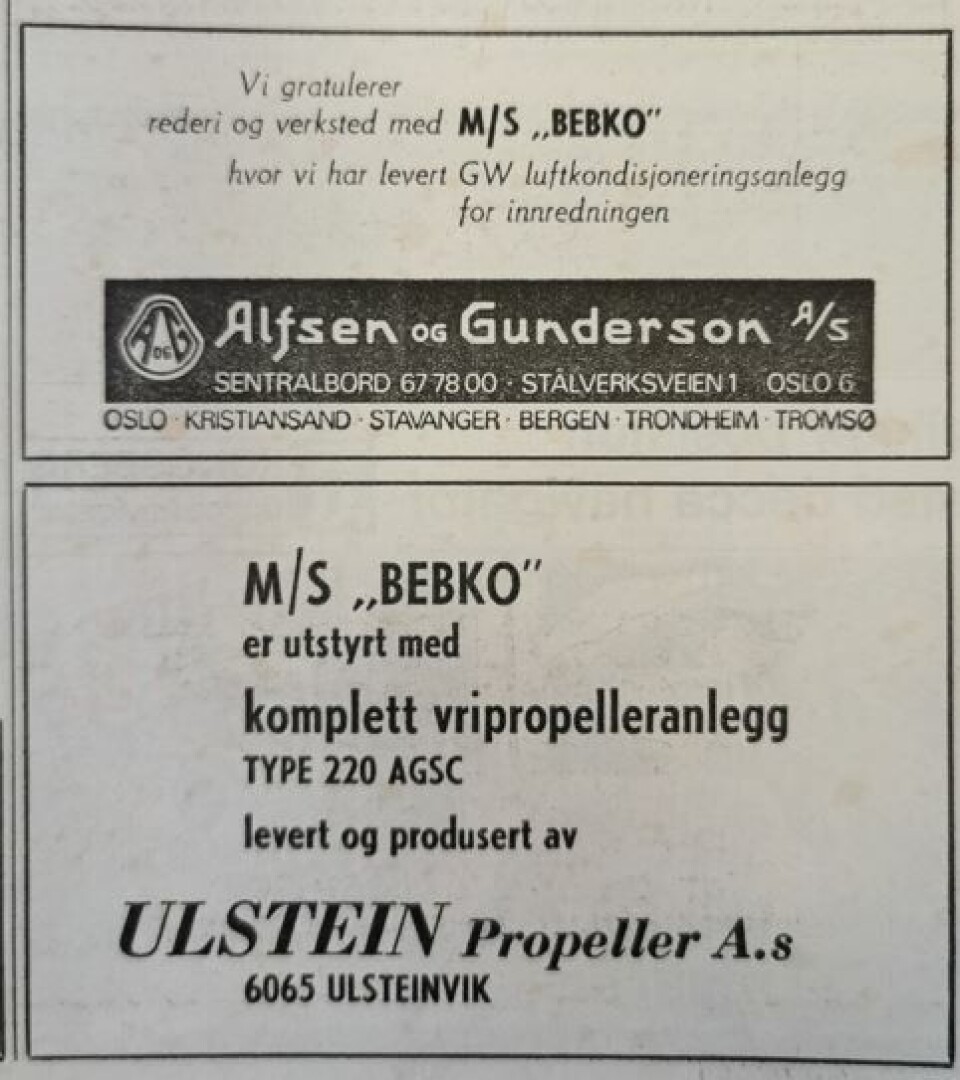 Vi gratulerer
rederi og verksted med M/S „BEBKO”
hvor vi har levert GW luftkondisjoneringsanlegg
for innredningen
A OG G Alfsen OG Gunderson A/s
SENTRALBORD 67 78 00 · STÅLVERKSVEIEN 1 OSLO 6
OSLO · KRISTIANSAND · STAVANGER · BERGEN · TRONDHEIM · TROMSØ
M/S „BEBKO”
er utstyrt med
komplett vripropelleranlegg
TYPE 220 AGSC
levert og produsert av
ULSTEIN Propeller A.s
6065 ULSTEINVIK